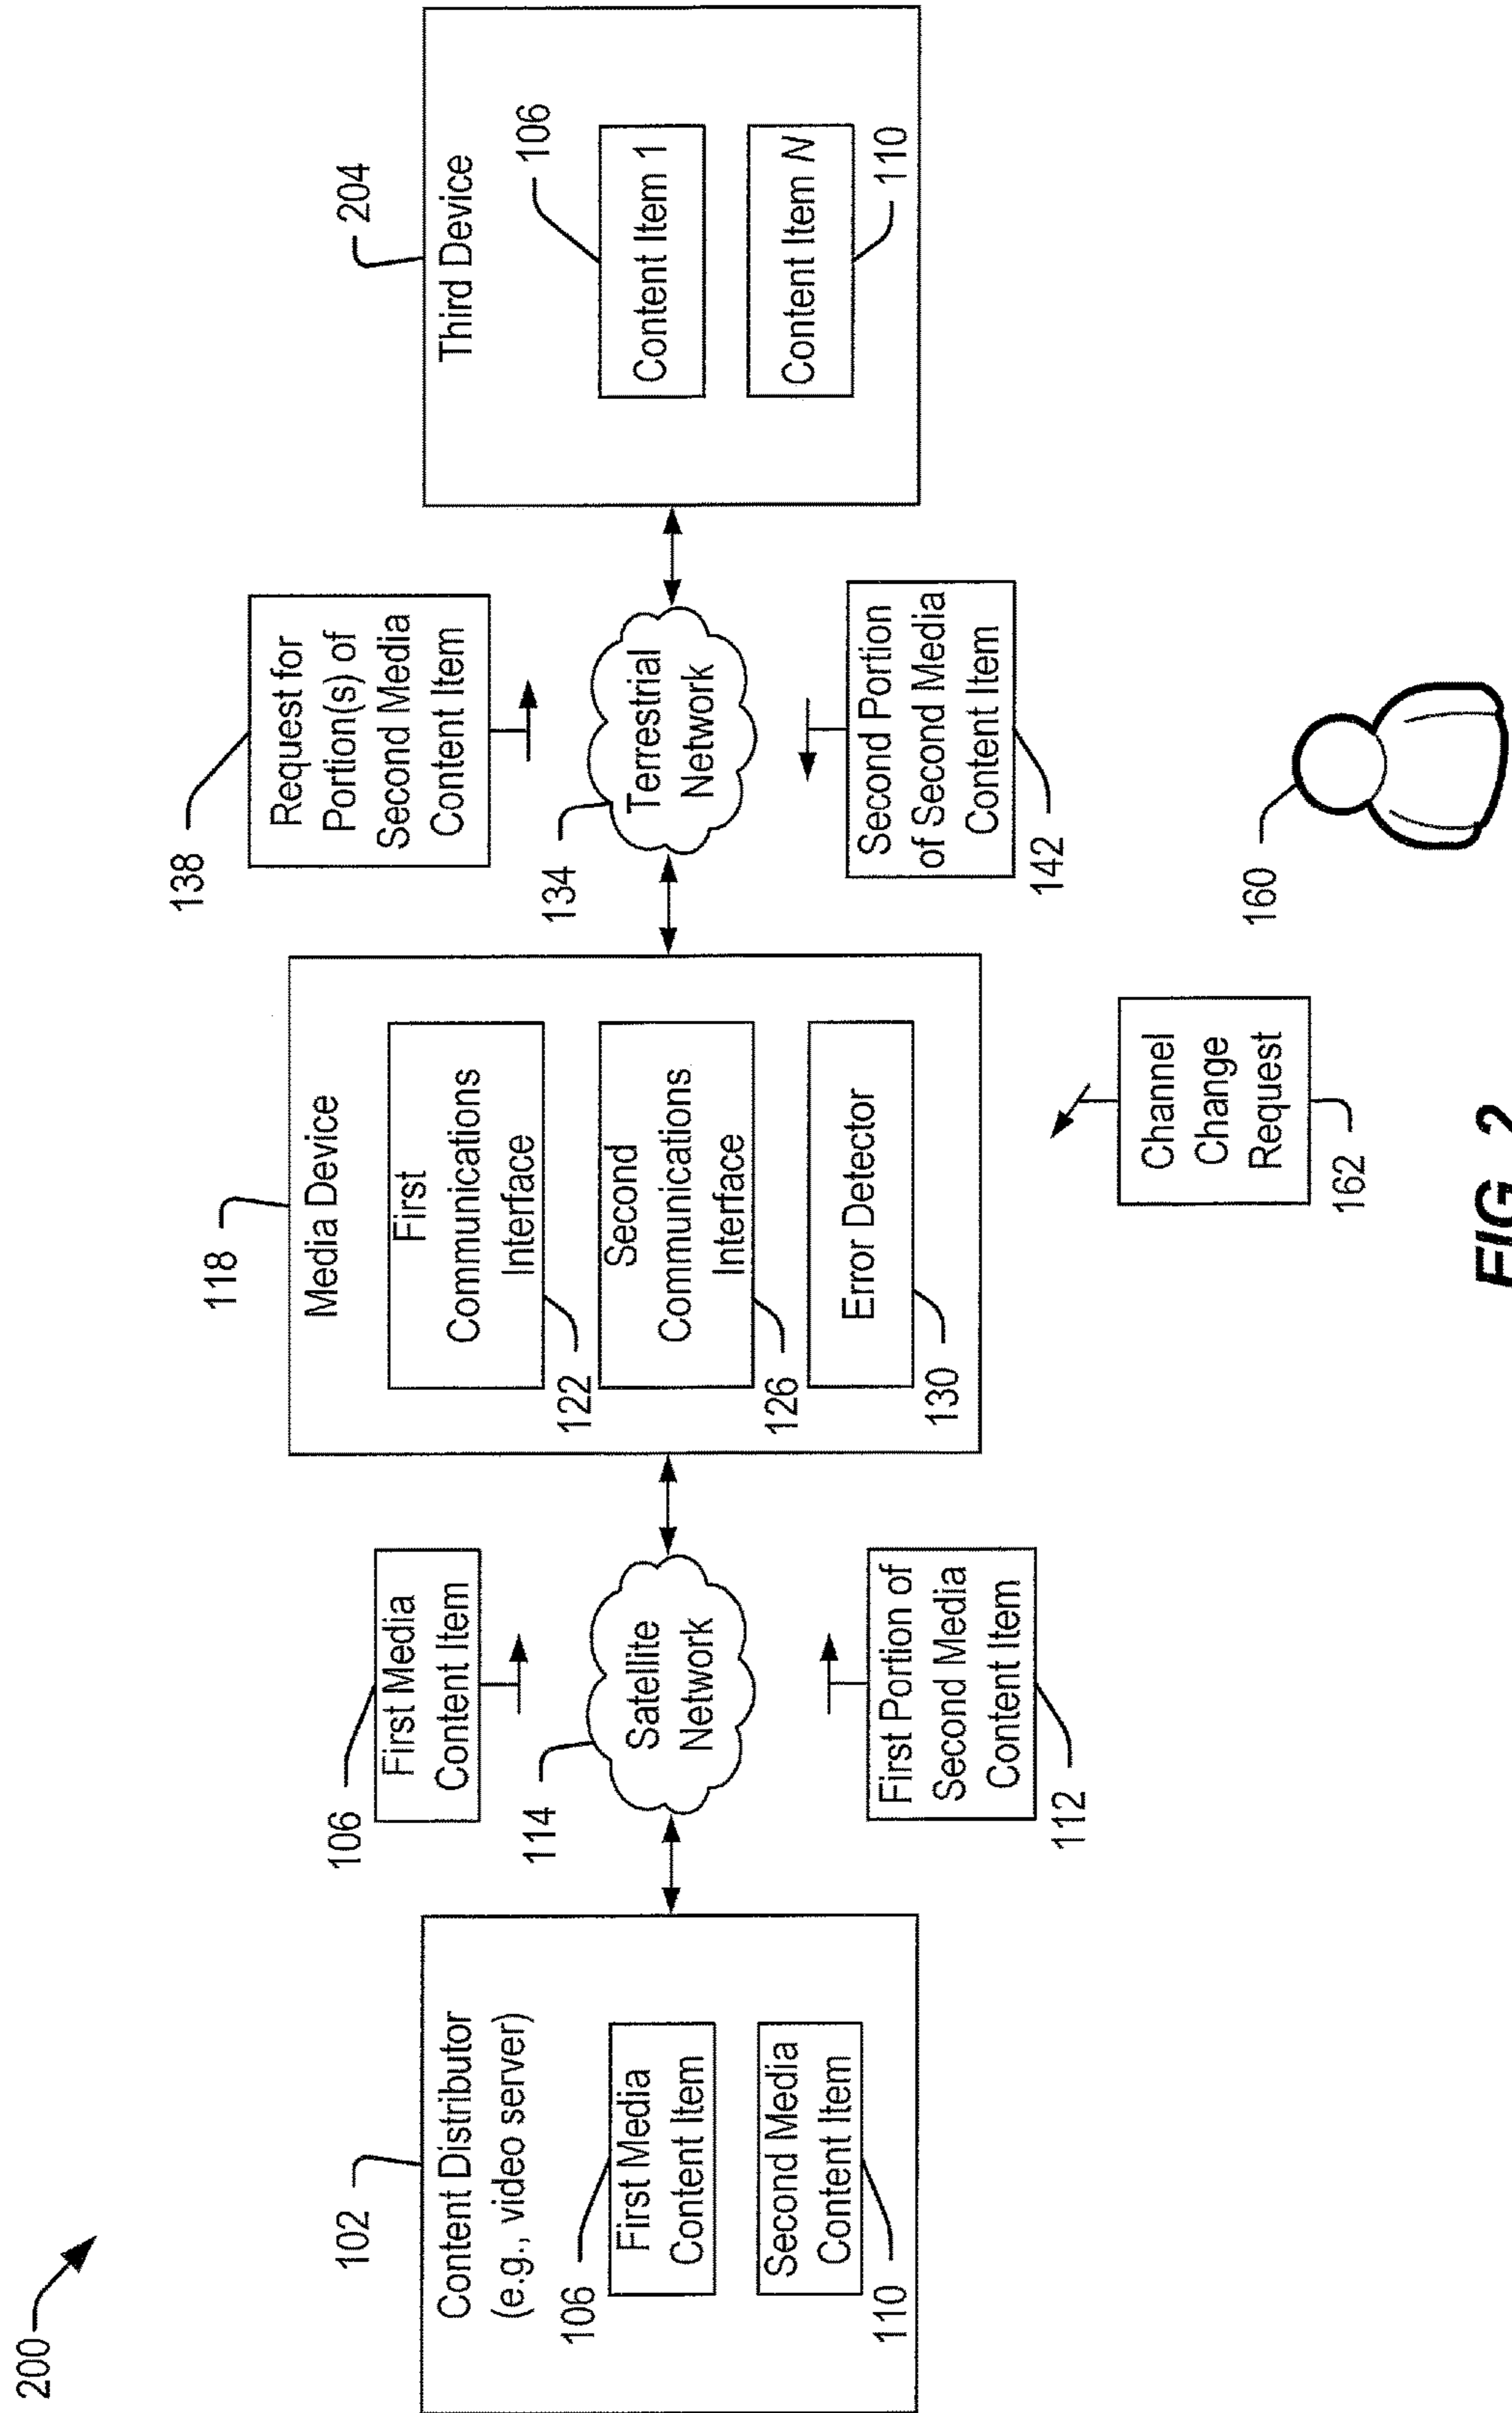 200
102
Content Distributor
(e.g., video server)
106
First Media
Content Item
Second Media
Content Item
110
106
First Media
Content Item
114
Satellite
Network
First Portion of
Second Media
Content Item
112
118
Media Device
First
Communications
Interface
122
Second
Communications
Interface
126
Error Detector
130
138
Request for
Portion(s) of
Second Media
Content Item
134
Terrestrial
Network
Second Portion
of Second Media
Content Item
142
204
Third Device
106
Content Item 1
Content Item N
110
Channel
Change
Request
162
160
FIG. 2